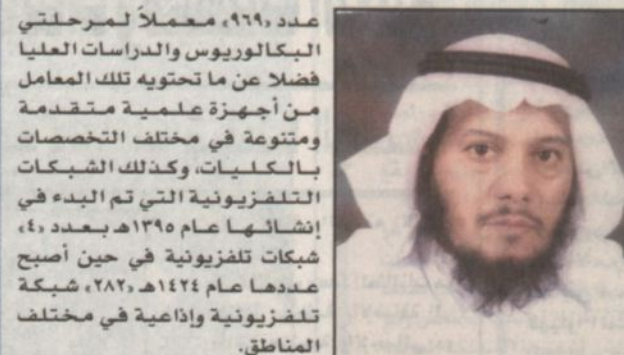 عدد «٩٦٩» معملاً لمرحلتي
البكالوريوس والدراسات العليا
فضلا عن ما تحتويه تلك المعامل
من أجهزة علمية متقدمة
ومتنوعة في مختلف التخصصات
بالكليات، وكذلك الشبكات
التلفزيونية التي تم البدء في
إنشائها عام ١٣٩٥هـ بعدد «٤»
شبكات تلفزيونية في حين أصبح
عددها عام ١٤٢٤هـ «٢٨٢» شبكة
تلفزيونية وإذاعية في مختلف
المناطق.